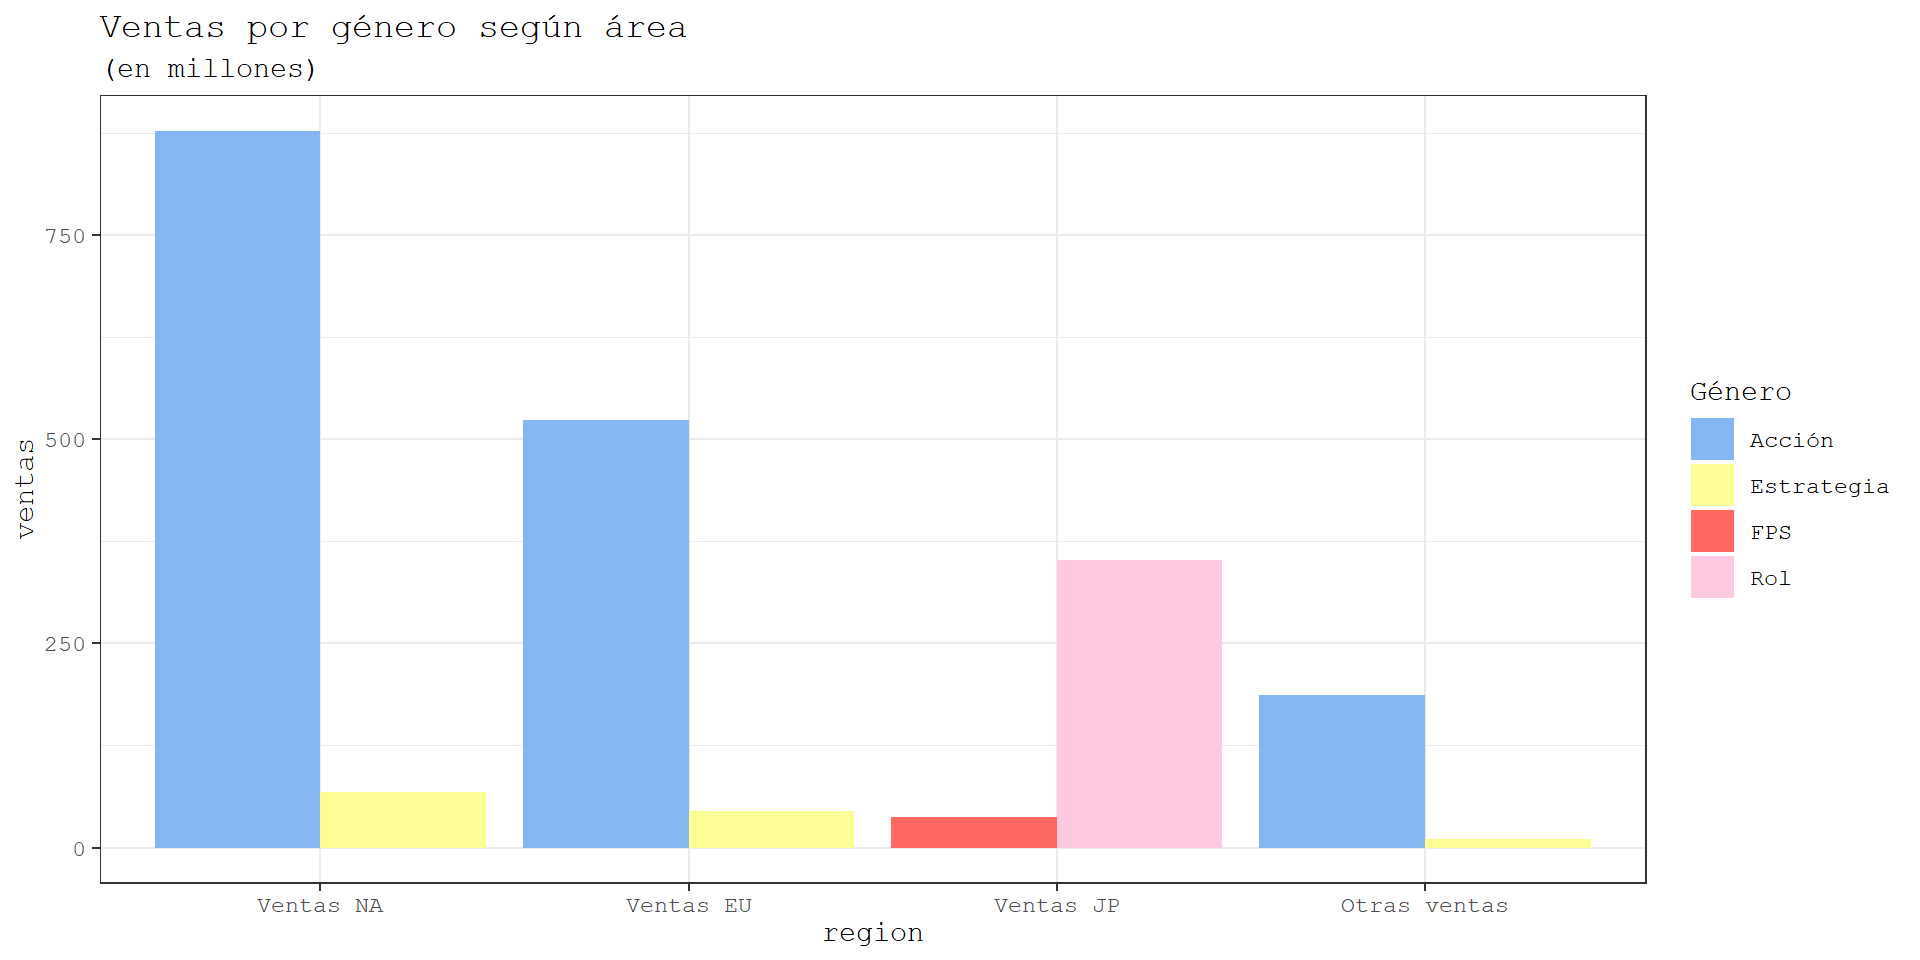 Ventas por género según área
(en millones)
ventas
750
500
250
0
Ventas NA
Ventas EU
Ventas JP
Otras ventas
region
Género
Acción
Estrategia
FPS
Rol